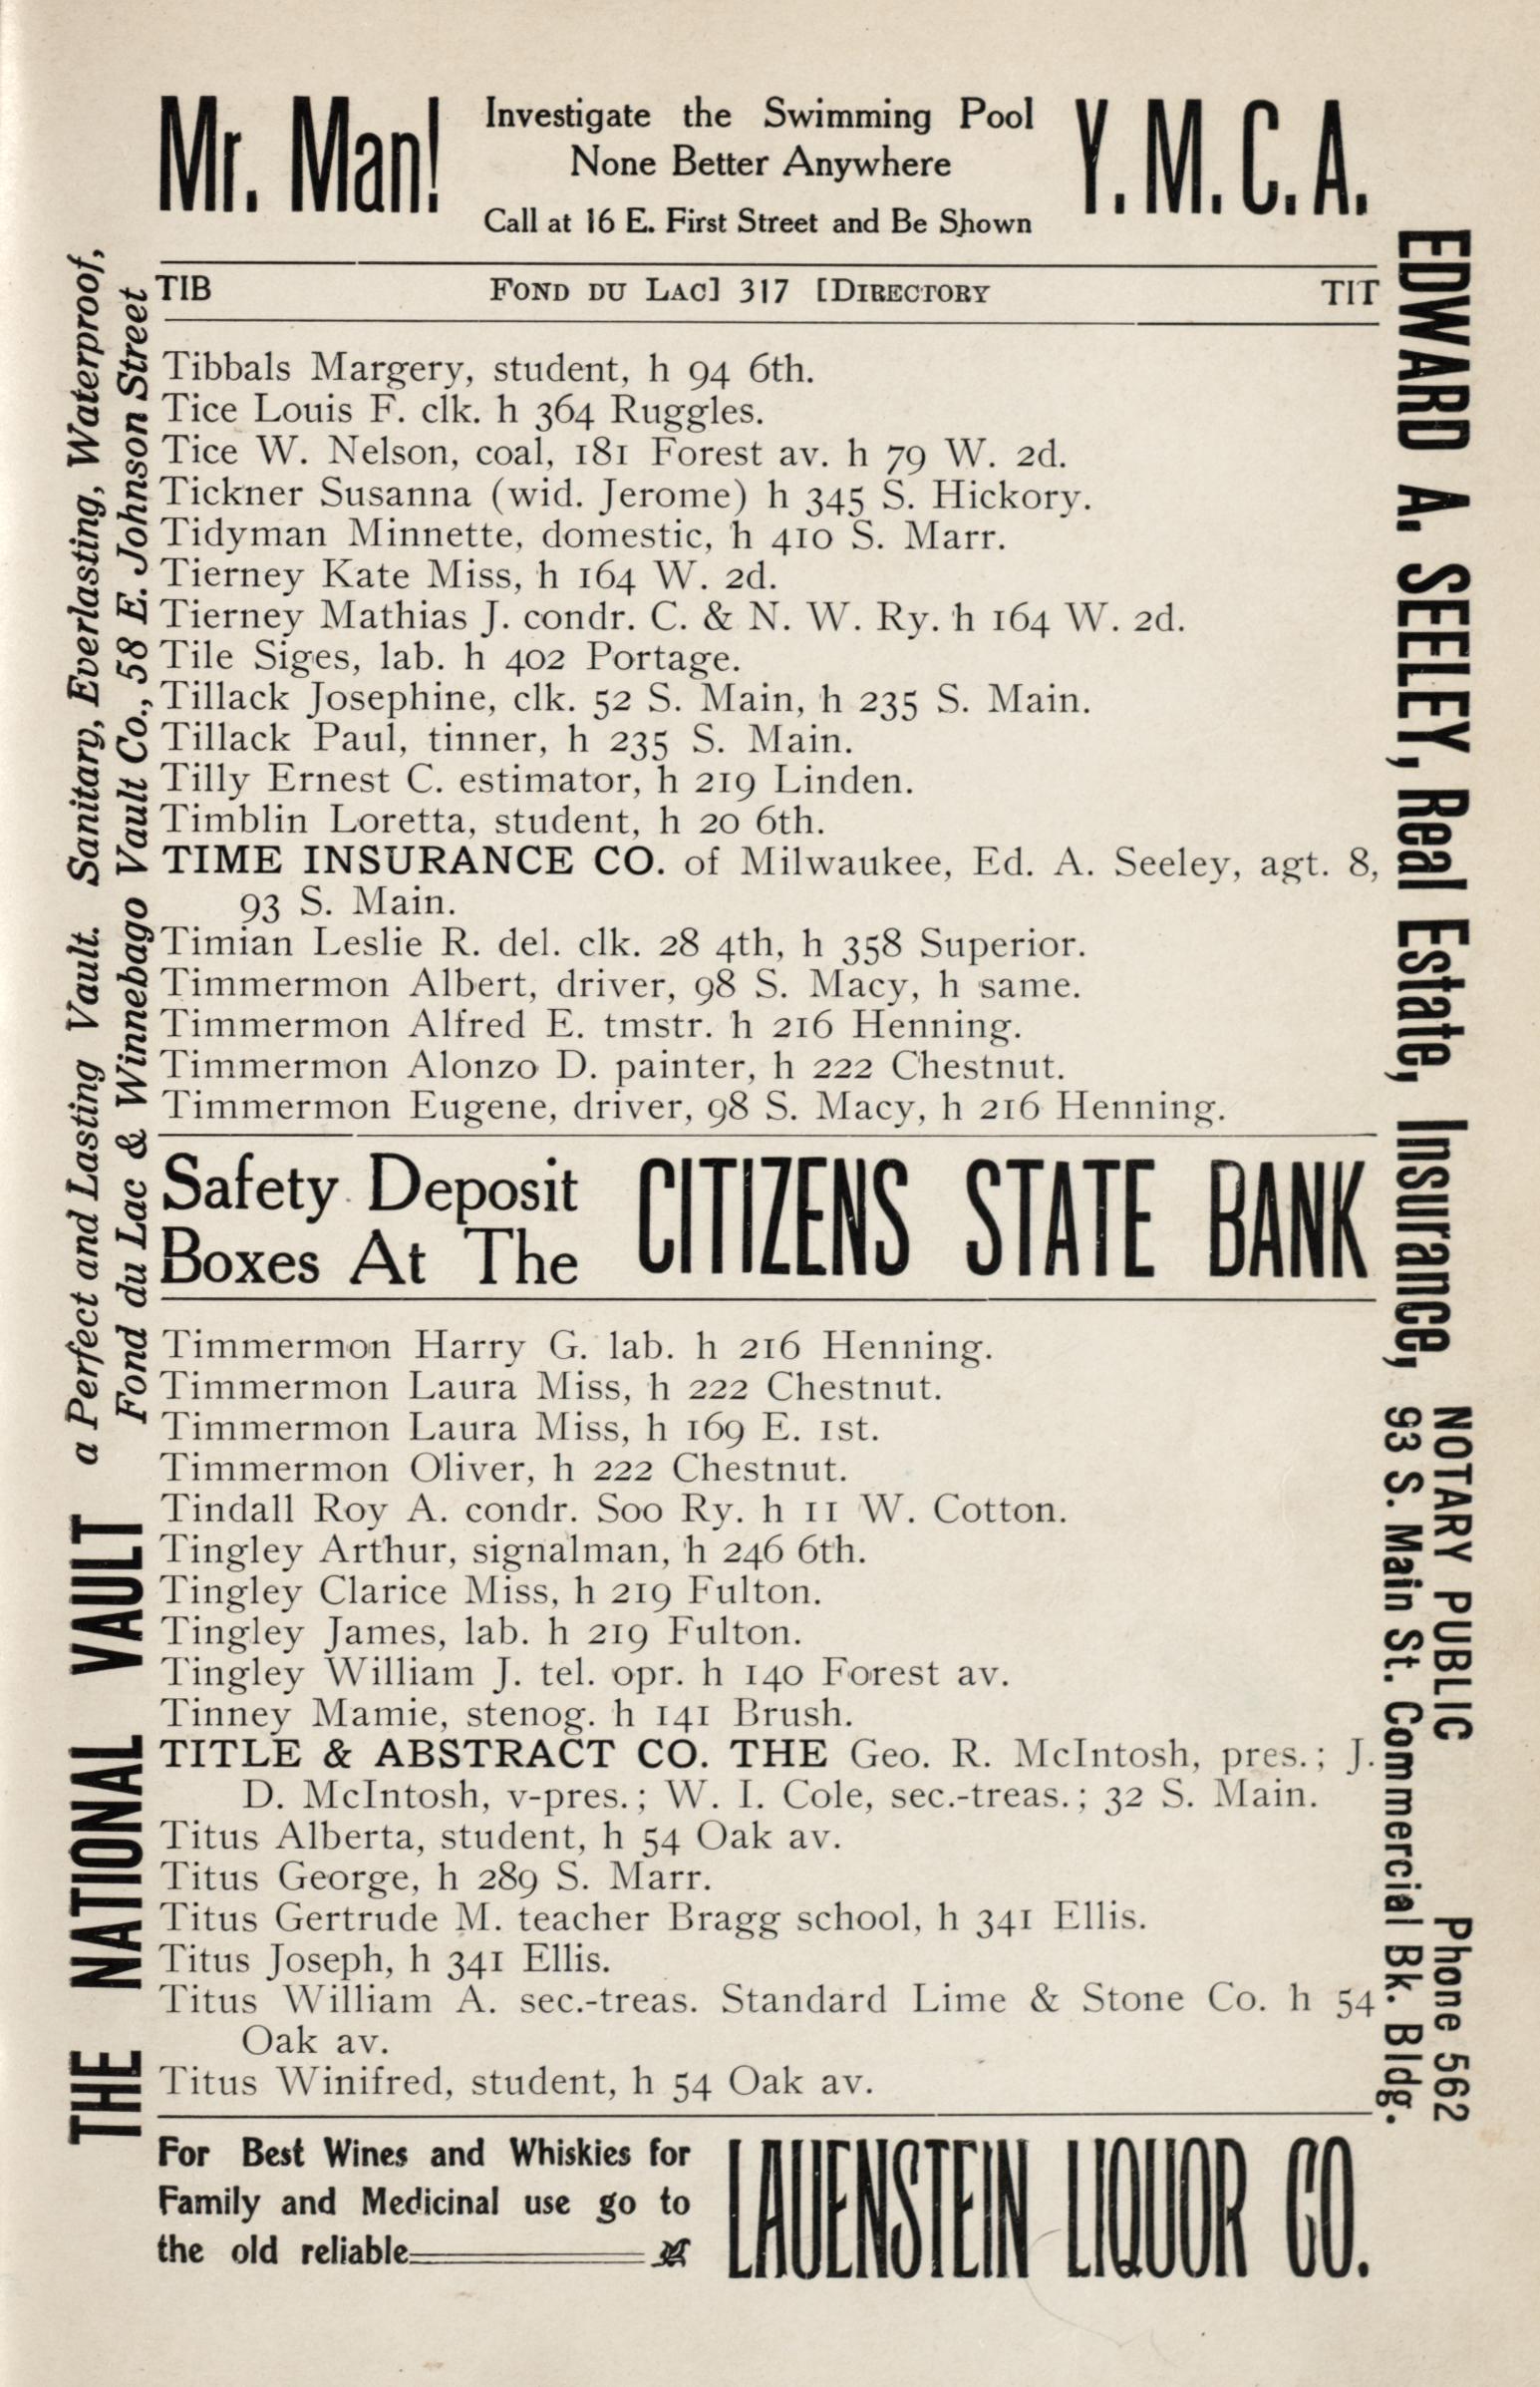 Mr. Man!
Investigate the Swimming Pool
None Better Anywhere
Call at 16 E. First Street and Be Shown
Y. M. C. A.
TIB FOND DU LAC] 317 [DIRECTORY TIT
Tibbals Margery, student, h 94 6th.
Tice Louis F. clk. h 364 Ruggles.
Tice W. Nelson, coal, 181 Forest av. h 79 W. 2d.
Tickner Susanna (wid. Jerome) h 345 S. Hickory.
Tidyman Minnette, domestic, h 410 S. Marr.
Tierney Kate Miss, h 164 W. 2d.
Tierney Mathias J. condr. C. & N. W. Ry. h 164 W. 2d.
Tile Siges, lab. h 402 Portage.
Tillack Josephine, clk. 52 S. Main, h 235 S. Main.
Tillack Paul, tinner, h 235 S. Main.
Tilly Ernest C. estimator, h 219 Linden.
Timblin Loretta, student, h 20 6th.
TIME INSURANCE CO. of Milwaukee, Ed. A. Seeley, agt. 8,
93 S. Main.
Timian Leslie R. del. clk. 28 4th, h 358 Superior.
Timmermon Albert, driver, 98 S. Macy, h same.
Timmermon Alfred E. tmstr. h 216 Henning.
Timmermon Alonzo D. painter, h 222 Chestnut.
Timmermon Eugene, driver, 98 S. Macy, h 216 Henning.
Safety Deposit
Boxes At The
CITIZENS STATE BANK
Timmermon Harry G. lab. h 216 Henning.
Timmermon Laura Miss, h 222 Chestnut.
Timmermon Laura Miss, h 169 E. 1st.
Timmermon Oliver, h 222 Chestnut.
Tindall Roy A. condr. Soo Ry. h 11 W. Cotton.
Tingley Arthur, signalman, h 246 6th.
Tingley Clarice Miss, h 219 Fulton.
Tingley James, lab. h 219 Fulton.
Tingley William J. tel. opr. h 140 Forest av.
Tinney Mamie, stenog. h 141 Brush.
TITLE & ABSTRACT CO. THE Geo. R. McIntosh, pres.; J.
D. McIntosh, v-pres.; W. I. Cole, sec.-treas.; 32 S. Main.
Titus Alberta, student, h 54 Oak av.
Titus George, h 289 S. Marr.
Titus Gertrude M. teacher Bragg school, h 341 Ellis.
Titus Joseph, h 341 Ellis.
Titus William A. sec.-treas. Standard Lime & Stone Co. h 54
Oak av.
Titus Winifred, student, h 54 Oak av.
For Best Wines and Whiskies for
Family and Medicinal use go to
the old reliable
LAUENSTEIN LIQUOR CO.
THE NATIONAL VAULT
a Perfect and Lasting Vault. Sanitary, Everlasting, Waterproof,
Fond du Lac & Winnebago Vault Co., 58 E. Johnson Street
EDWARD A. SEELEY, Real Estate, Insurance,
NOTARY PUBLIC Phone 562
93 S. Main St. Commercial Bk. Bldg.